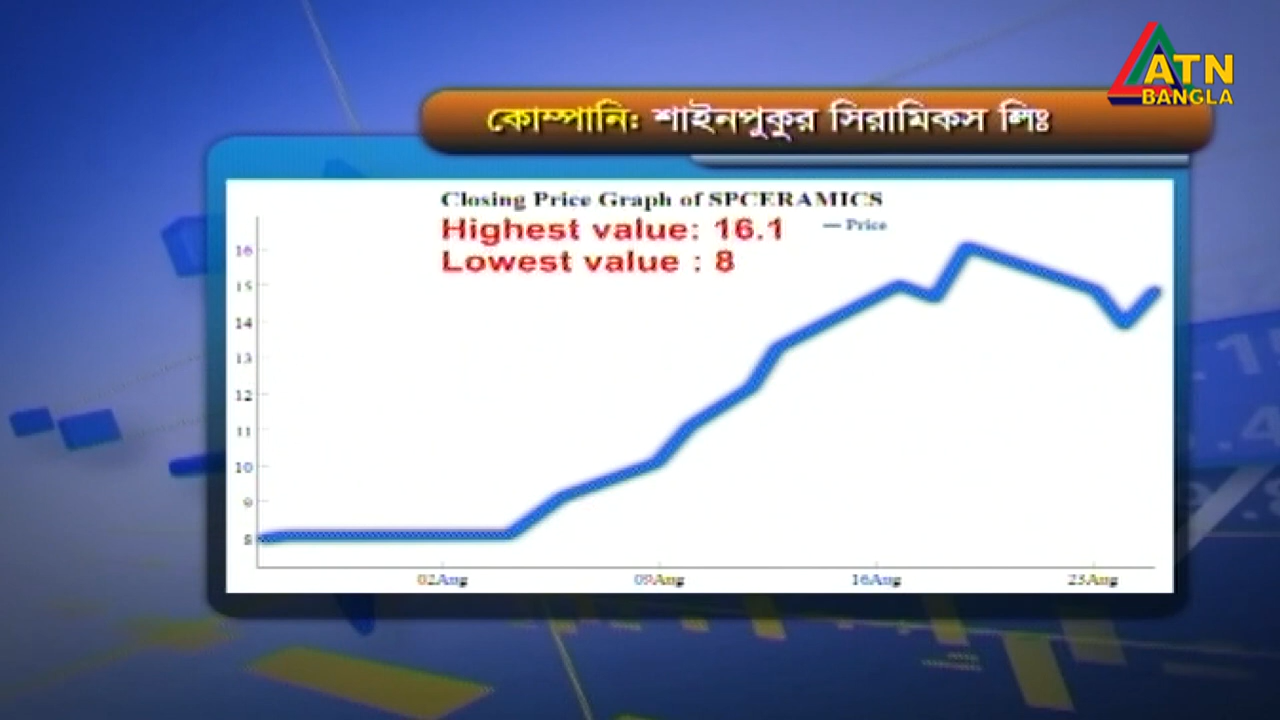 ATN
BANGLA
কোম্পানি: শাইনপুকুর সিরামিকস লিঃ
Closing Price Graph of SPCERAMICS
Highest value: 16.1
Price
Lowest value : 8
16
15
14
13
12
11
10
9
8
02Aug
09Aug
16Aug
23Aug